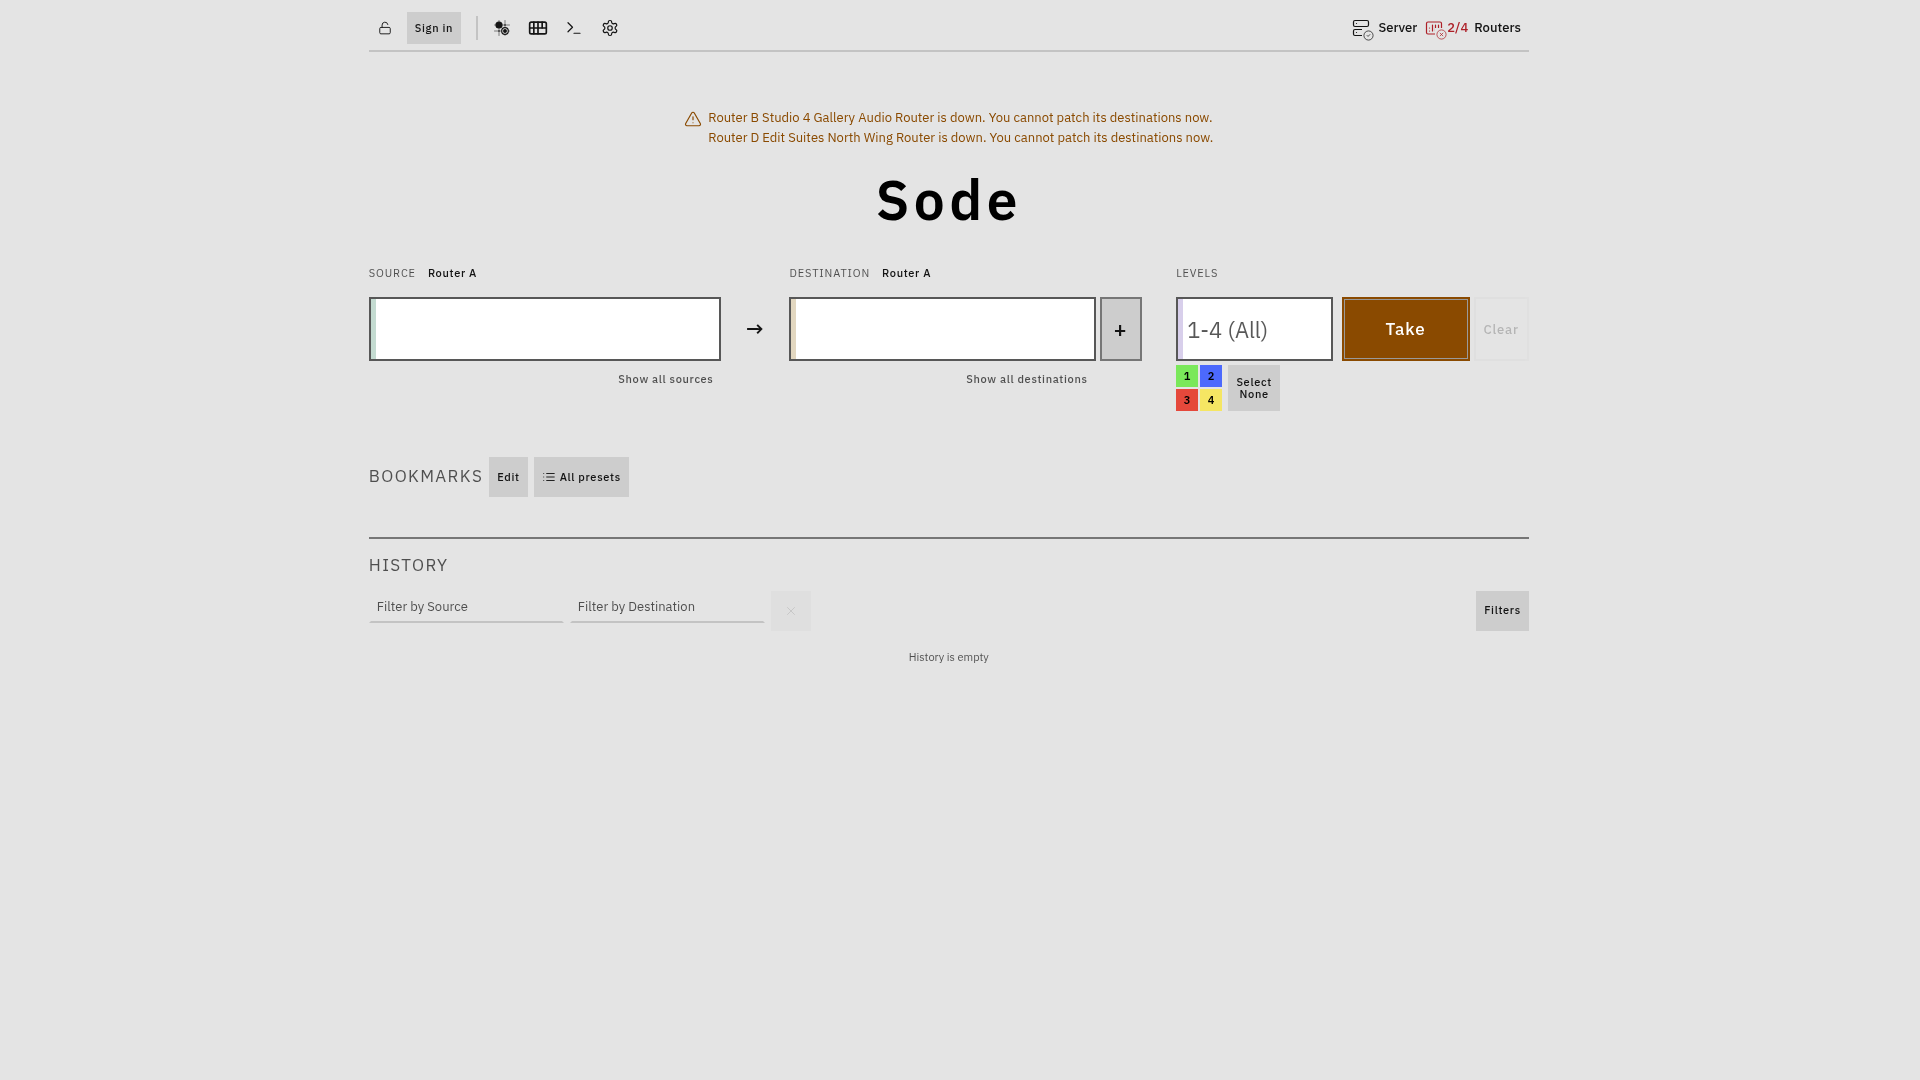 Sign in
Server
2/4 Routers
Router B Studio 4 Gallery Audio Router is down. You cannot patch its destinations now.
Router D Edit Suites North Wing Router is down. You cannot patch its destinations now.
Sode
SOURCE Router A
DESTINATION Router A
LEVELS
→
+
1-4 (All)
Take
Clear
Show all sources
Show all destinations
1 2
3 4
Select
None
BOOKMARKS
Edit
All presets
HISTORY
Filter by Source
Filter by Destination
Filters
History is empty